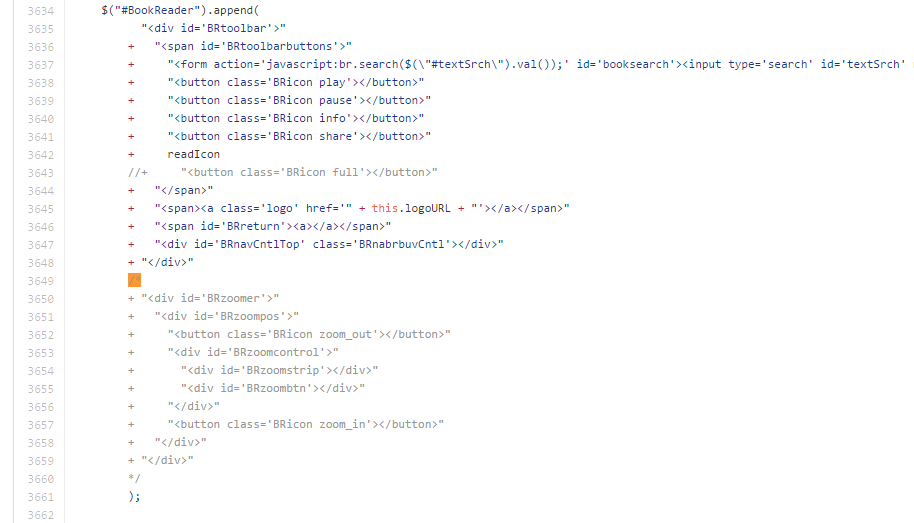 3634 $("#BookReader").append(
3635 "<div id='BRtoolbar'>"
3636 + "<span id='BRtoolbarbuttons'>"
3637 + "<form action='javascript:br.search($(\"#textSrch\").val());' id='booksearch'><input type='search' id='textSrch'
3638 + "<button class='BRicon play'></button>"
3639 + "<button class='BRicon pause'></button>"
3640 + "<button class='BRicon info'></button>"
3641 + "<button class='BRicon share'></button>"
3642 + readIcon
3643 //+ "<button class='BRicon full'></button>"
3644 + "</span>"
3645 + "<span><a class='logo' href='" + this.logoURL + "'></a></span>"
3646 + "<span id='BRreturn'><a></a></span>"
3647 + "<div id='BRnavCntlTop' class='BRnabrbuvCntl'></div>"
3648 + "</div>"
3649 /*
3650 + "<div id='BRzoomer'>"
3651 + "<div id='BRzoompos'>"
3652 + "<button class='BRicon zoom_out'></button>"
3653 + "<div id='BRzoomcontrol'>"
3654 + "<div id='BRzoomstrip'></div>"
3655 + "<div id='BRzoombtn'></div>"
3656 + "</div>"
3657 + "<button class='BRicon zoom_in'></button>"
3658 + "</div>"
3659 + "</div>"
3660 */
3661 );
3662